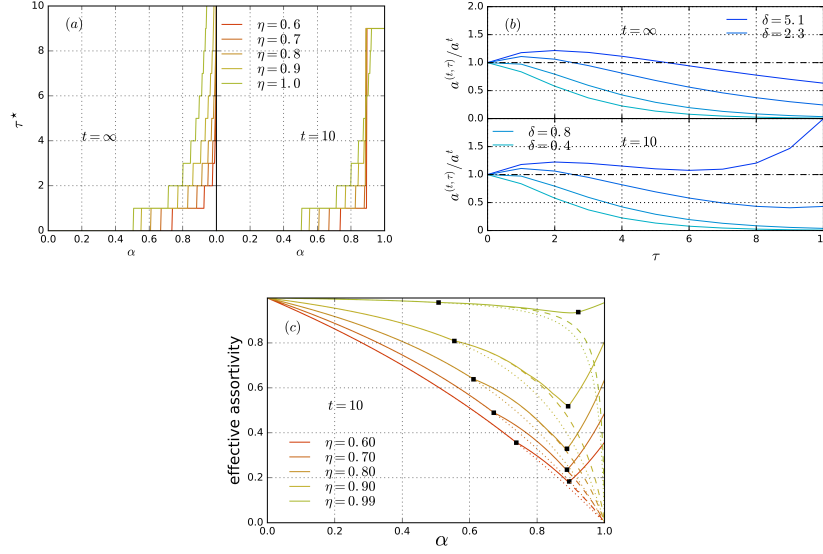 (a)
η=0.6
η=0.7
η=0.8
η=0.9
η=1.0
t=∞
t=10
τ*
10
8
6
4
2
0
0.0 0.2 0.4 0.6 0.8 0.0 0.2 0.4 0.6 0.8 1.0
α α
(b)
t=∞
δ=5.1
δ=2.3
a^(t,τ)/a^t
2.0
1.5
1.0
0.5
0.0
δ=0.8
δ=0.4
t=10
a^(t,τ)/a^t
1.5
1.0
0.5
0.0
0 2 4 6 8 10
τ
(c)
t=10
η=0.60
η=0.70
η=0.80
η=0.90
η=0.99
effective assortivity
0.8
0.6
0.4
0.2
0.0
0.0 0.2 0.4 0.6 0.8 1.0
α